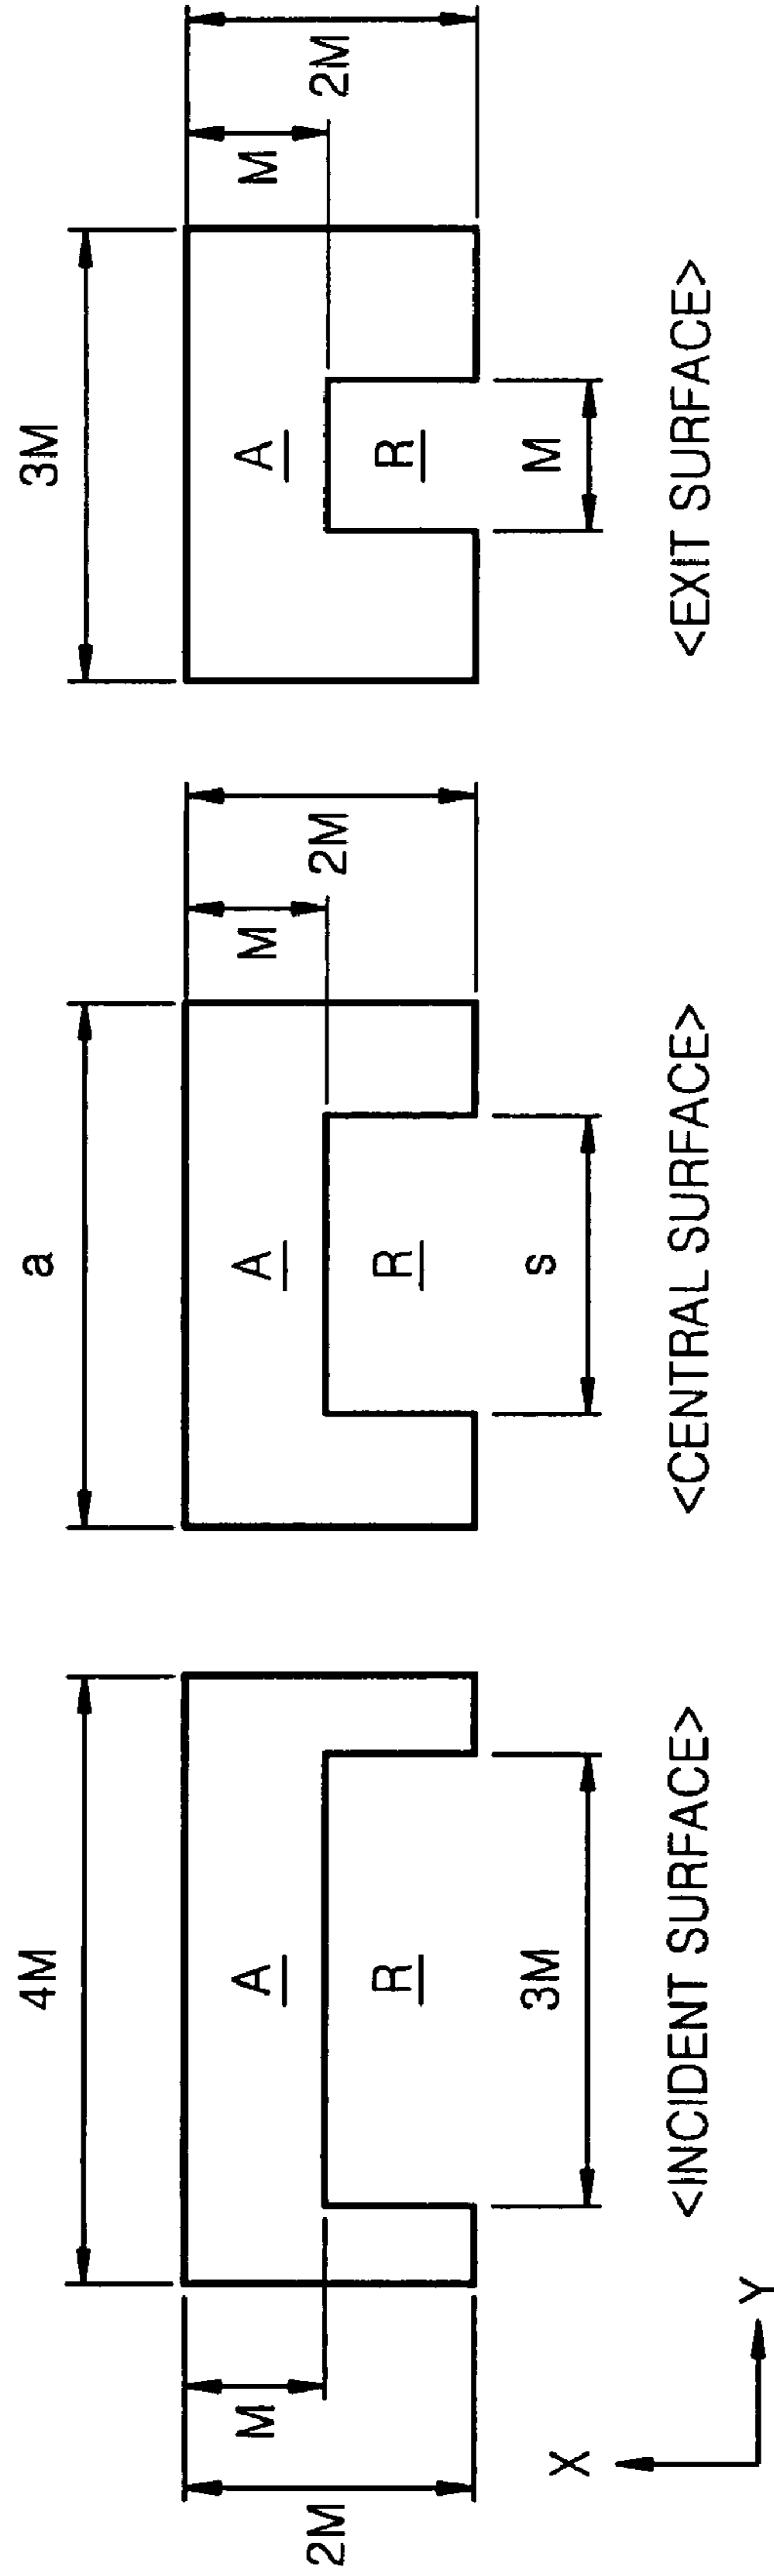 4M
A
R
3M
M
2M
<INCIDENT SURFACE>
X
Y
a
A
R
s
M
2M
<CENTRAL SURFACE>
3M
A
R
M
M
2M
<EXIT SURFACE>